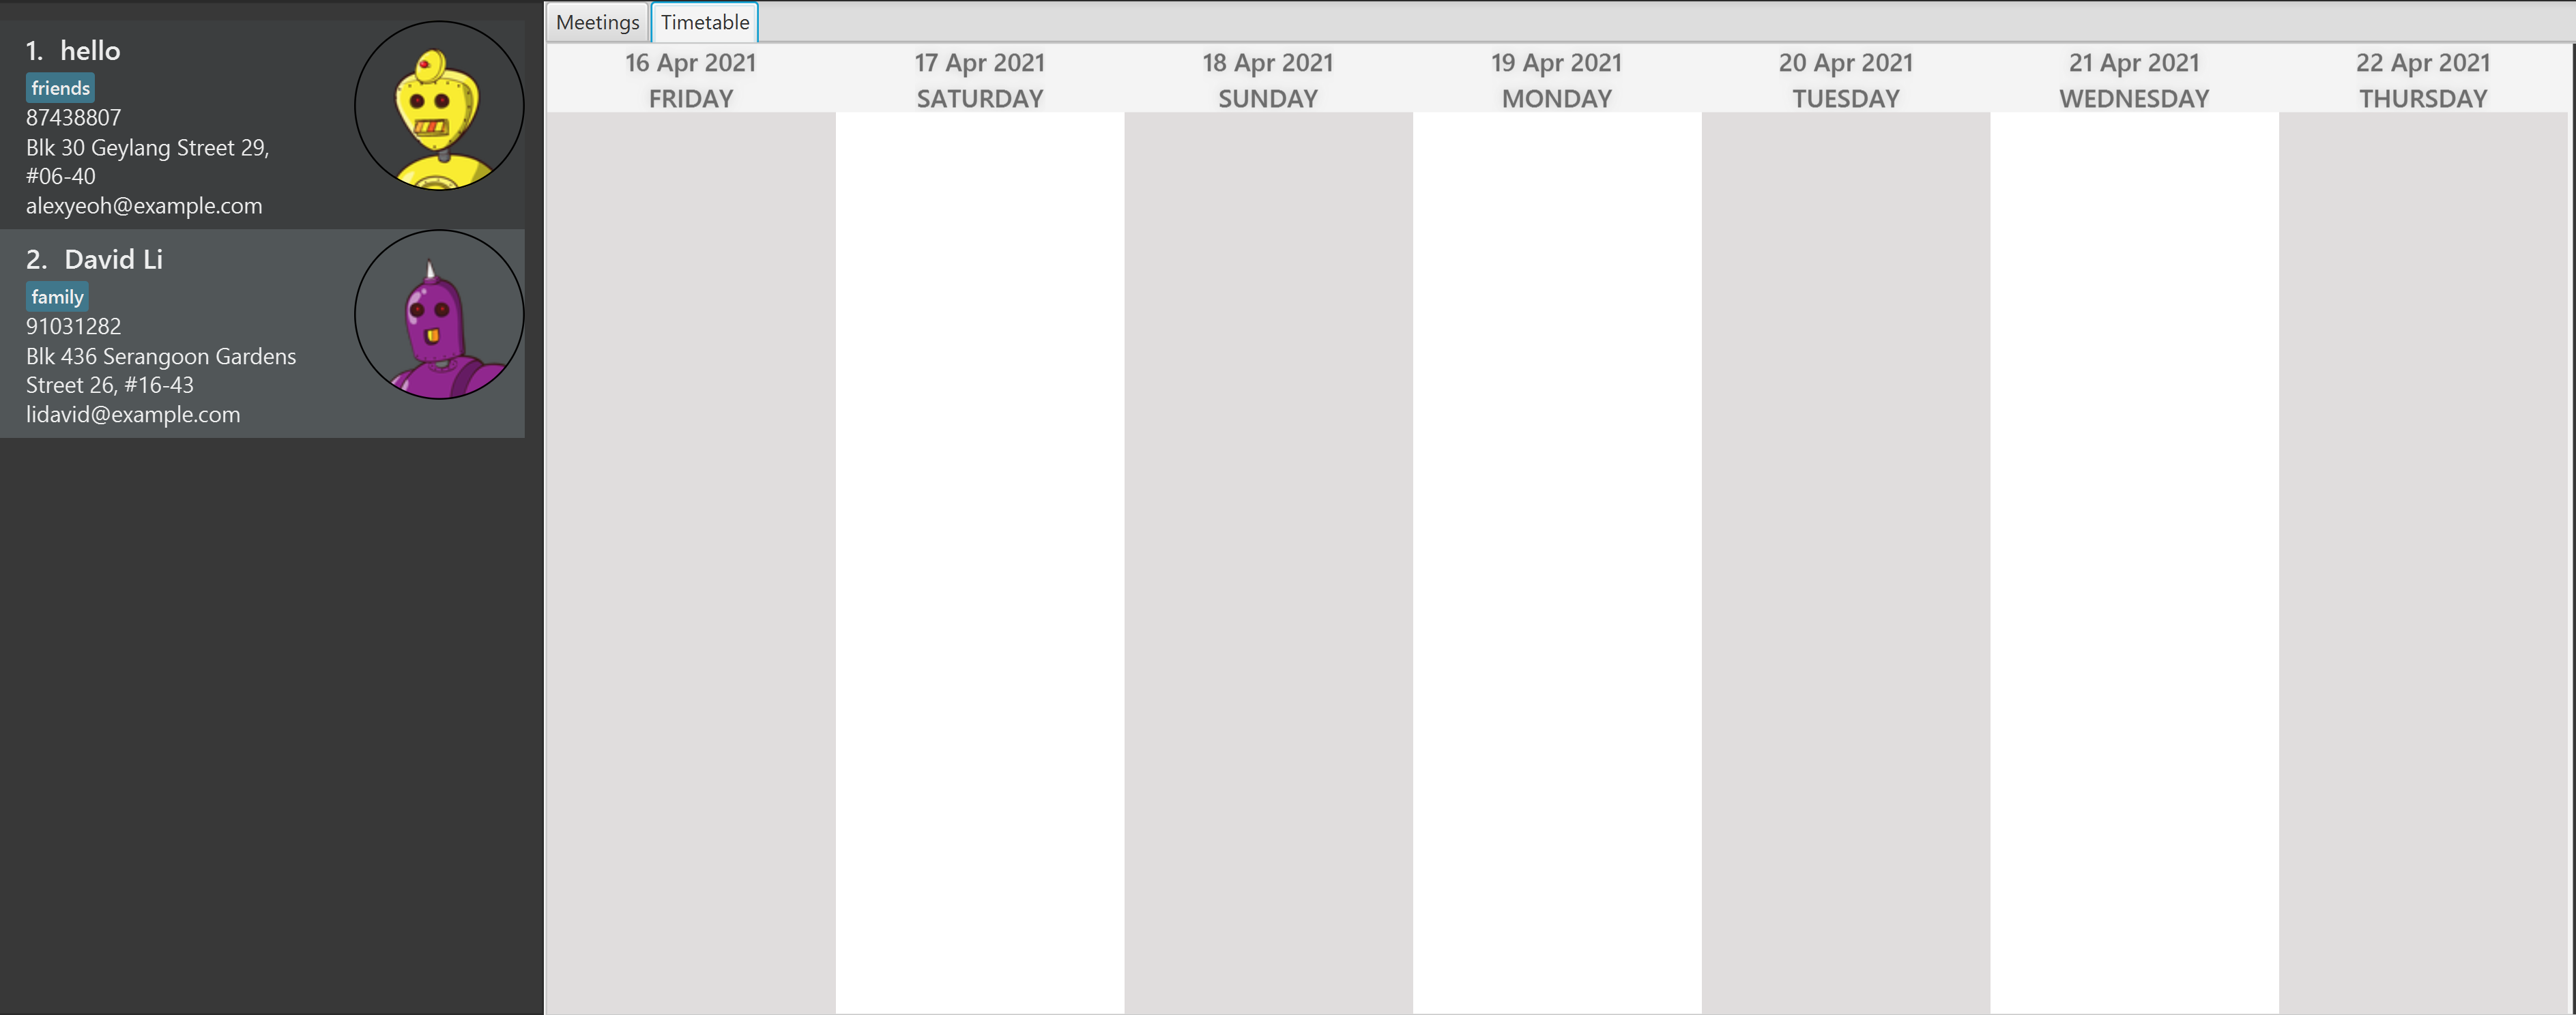 1. hello
friends
87438807
Blk 30 Geylang Street 29,
#06-40
alexyeoh@example.com
2. David Li
family
91031282
Blk 436 Serangoon Gardens
Street 26, #16-43
lidavid@example.com
Meetings Timetable
16 Apr 2021 17 Apr 2021 18 Apr 2021 19 Apr 2021 20 Apr 2021 21 Apr 2021 22 Apr 2021
FRIDAY SATURDAY SUNDAY MONDAY TUESDAY WEDNESDAY THURSDAY